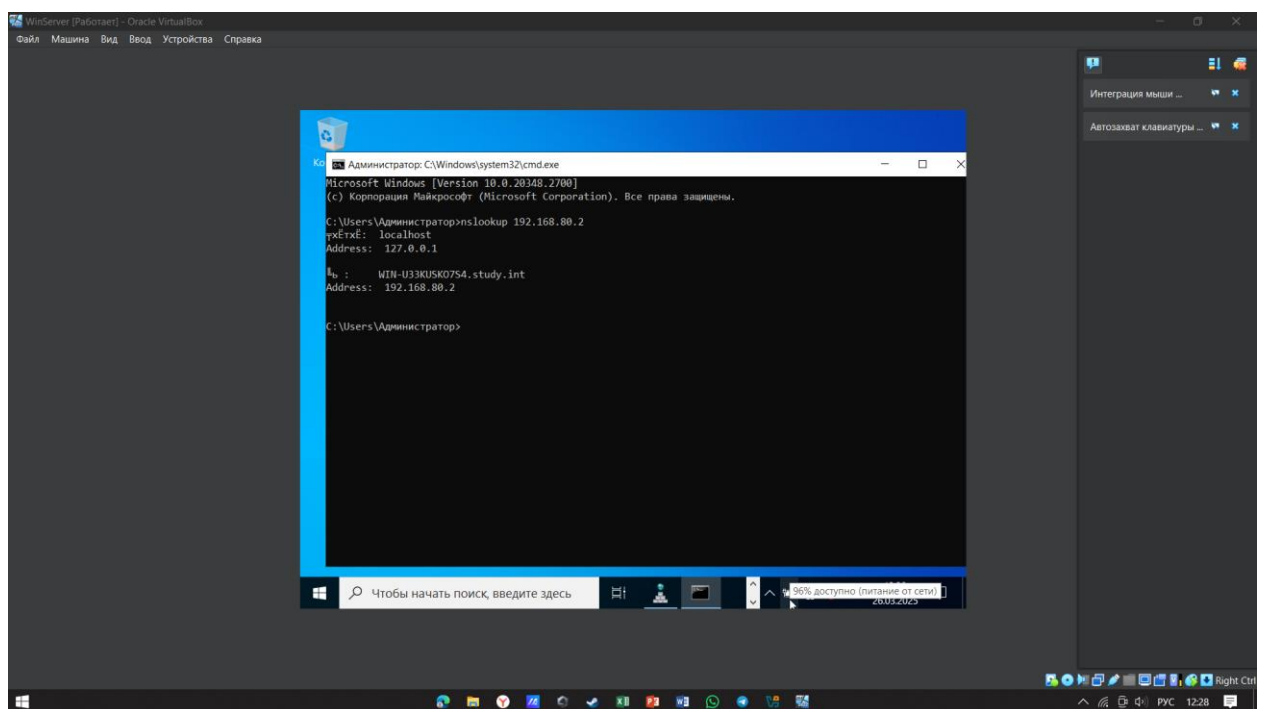 WinServer [Работает] - Oracle VirtualBox
Файл Машина Вид Ввод Устройства Справка
Интеграция мыши ...
Автозахват клавиатуры ...
Администратор: C:\Windows\system32\cmd.exe
Microsoft Windows [Version 10.0.20348.2700]
(c) Корпорация Майкрософт (Microsoft Corporation). Все права защищены.
C:\Users\Администратор>nslookup 192.168.80.2
╤хЁтхЁ: localhost
Address: 127.0.0.1
╚ь : WIN-U33KUSKO7S4.study.int
Address: 192.168.80.2
C:\Users\Администратор>
Чтобы начать поиск, введите здесь
96% доступно (питание от сети)
26.03.2025
Right Ctrl
РУС 12:28